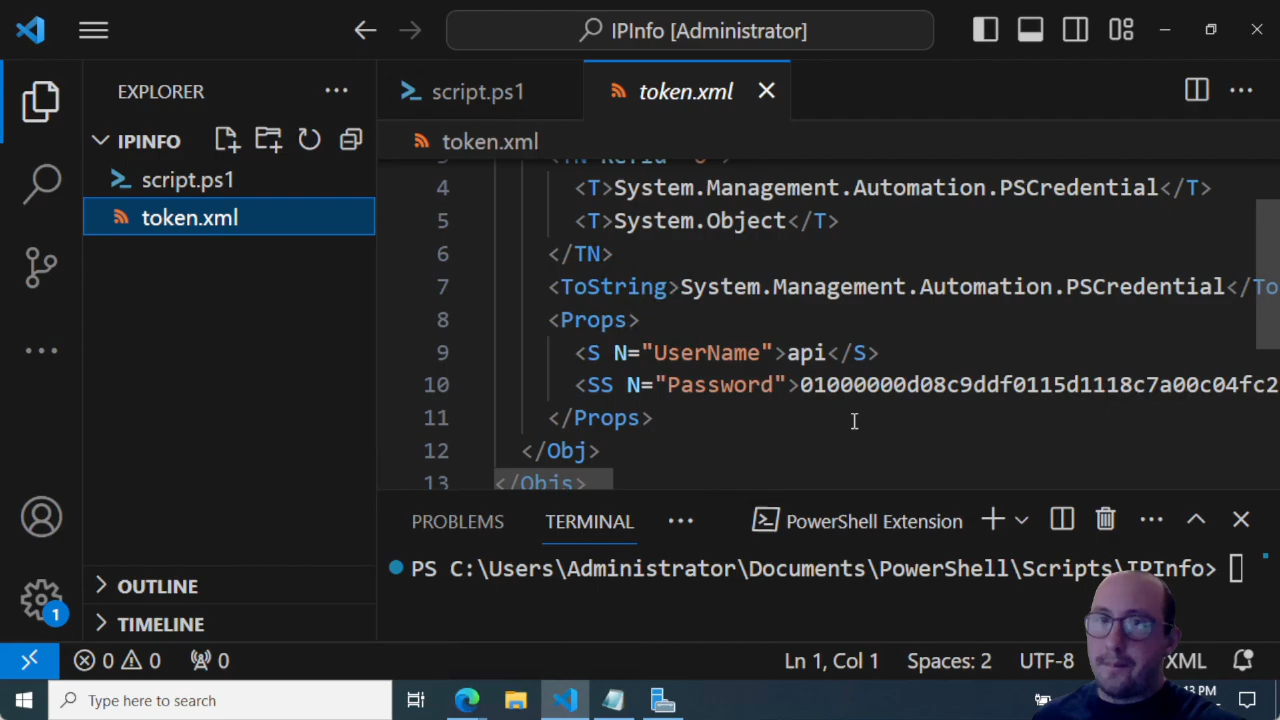 IPInfo [Administrator]
EXPLORER
IPINFO
script.ps1
token.xml
OUTLINE
TIMELINE
script.ps1
token.xml
token.xml
4 <T>System.Management.Automation.PSCredential</T>
5 <T>System.Object</T>
6 </TN>
7 <ToString>System.Management.Automation.PSCredential</To
8 <Props>
9 <S N="UserName">api</S>
10 <SS N="Password">01000000d08c9ddf0115d1118c7a00c04fc2
11 </Props>
12 </Obj>
13 </Objs>
PROBLEMS TERMINAL PowerShell Extension
PS C:\Users\Administrator\Documents\PowerShell\Scripts\IPInfo>
1
0 0 0 Ln 1, Col 1 Spaces: 2 UTF-8 XML
Type here to search
13 PM